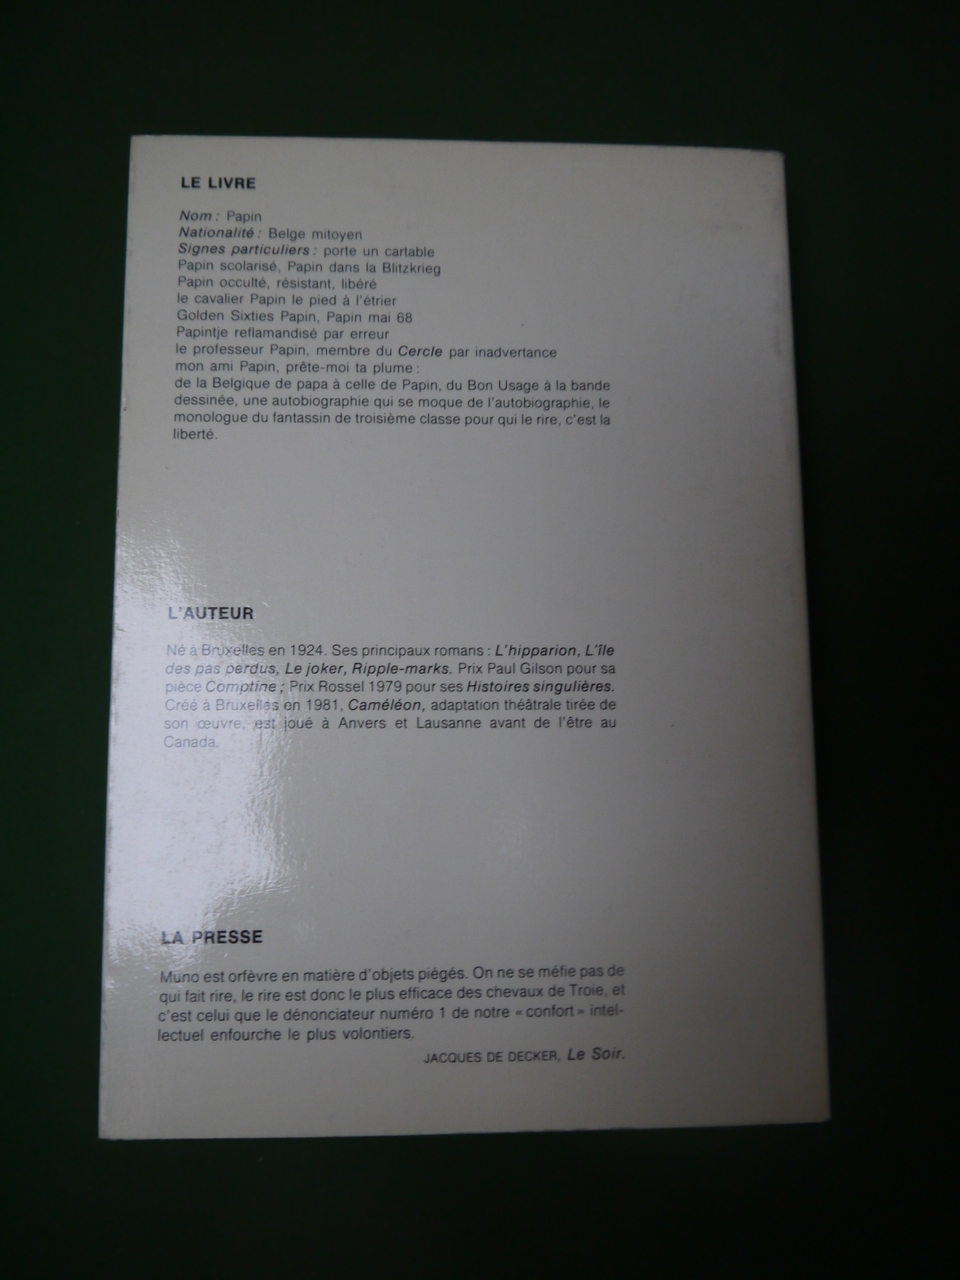 LE LIVRE
Nom : Papin
Nationalité : Belge mitoyen
Signes particuliers : porte un cartable
Papin scolarisé, Papin dans la Blitzkrieg
Papin occulté, résistant, libéré
le cavalier Papin le pied à l'étrier
Golden Sixties Papin, Papin mai 68
Papintje reflamandisé par erreur
le professeur Papin, membre du Cercle par inadvertance
mon ami Papin, prête-moi ta plume :
de la Belgique de papa à celle de Papin, du Bon Usage à la bande
dessinée, une autobiographie qui se moque de l'autobiographie, le
monologue du fantassin de troisième classe pour qui le rire, c'est la
liberté.
L'AUTEUR
Né à Bruxelles en 1924. Ses principaux romans : L'hipparion, L'île
des pas perdus, Le joker, Ripple-marks. Prix Paul Gilson pour sa
pièce Comptine ; Prix Rossel 1979 pour ses Histoires singulières.
Créé à Bruxelles en 1981, Caméléon, adaptation théâtrale tirée de
son œuvre, est joué à Anvers et Lausanne avant de l'être au
Canada.
LA PRESSE
Muno est orfèvre en matière d'objets piégés. On ne se méfie pas de
qui fait rire, le rire est donc le plus efficace des chevaux de Troie, et
c'est celui que le dénonciateur numéro 1 de notre « confort » intel-
lectuel enfourche le plus volontiers.
JACQUES DE DECKER, Le Soir.